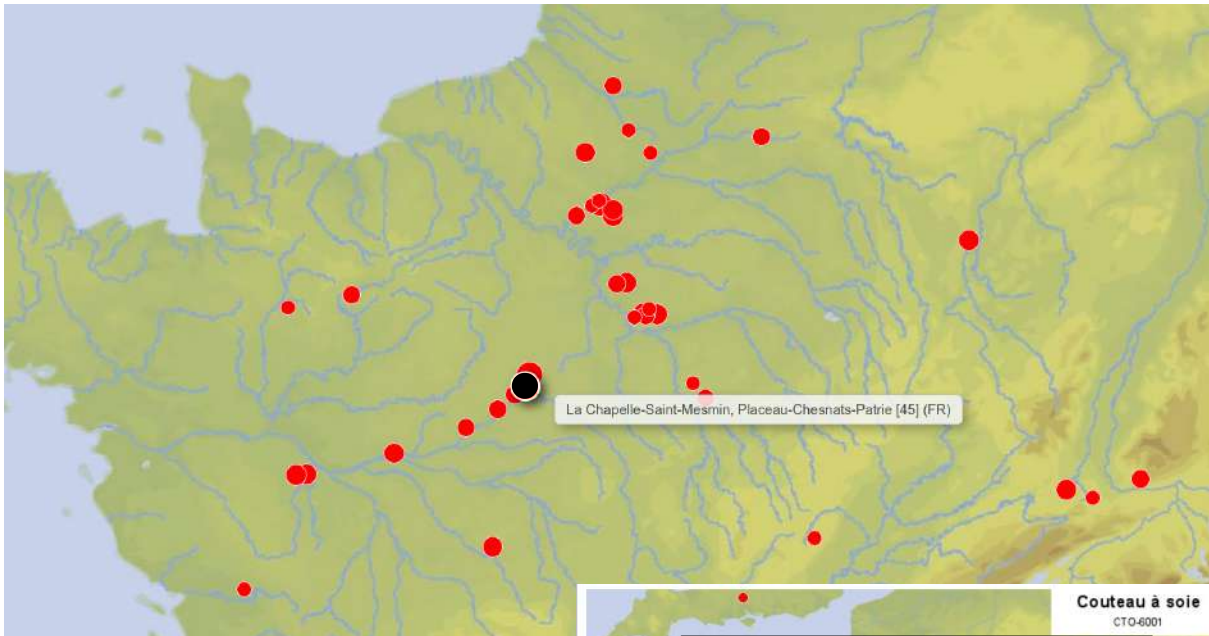 La Chapelle-Saint-Mesmin, Placeau-Chesnats-Patrie [45] (FR)
Couteau à soie
CTO-6001